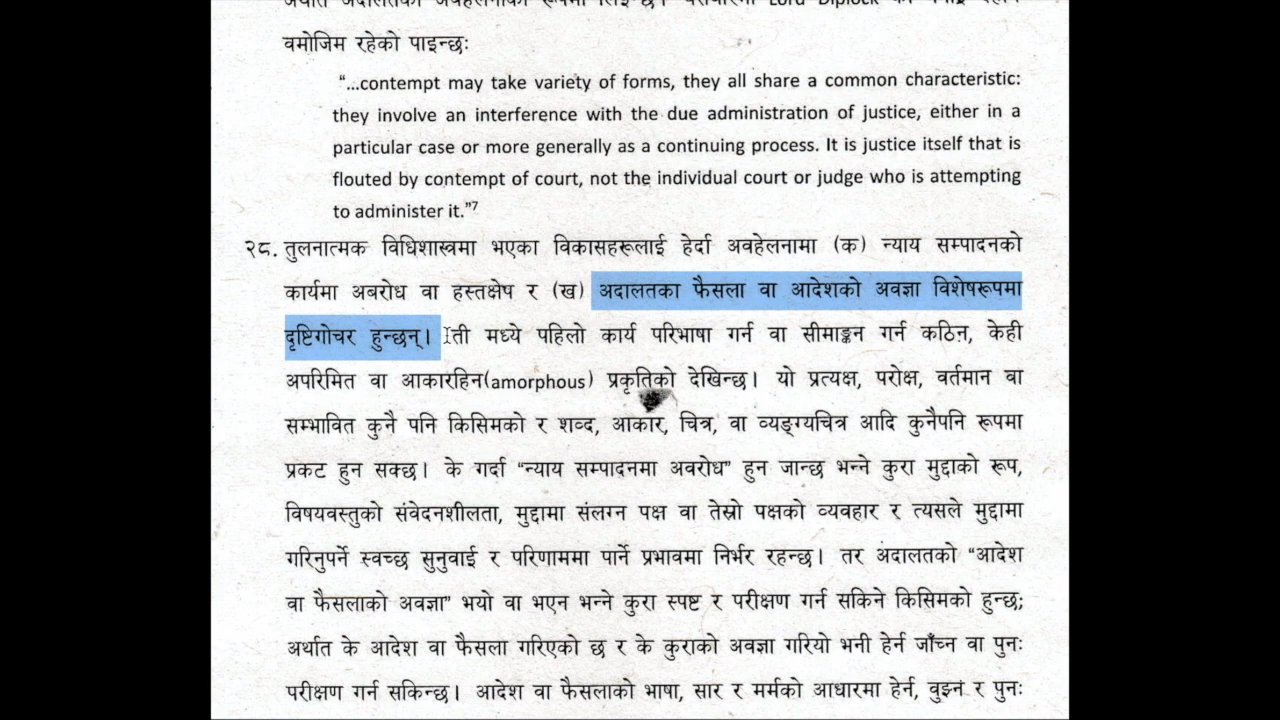 वमोजिम रहेको पाइन्छः
“...contempt may take variety of forms, they all share a common characteristic:
they involve an interference with the due administration of justice, either in a
particular case or more generally as a continuing process. It is justice itself that is
flouted by contempt of court, not the individual court or judge who is attempting
to administer it.”7
२८. तुलनात्मक विधिशास्त्रमा भएका विकासहरूलाई हेर्दा अवहेलनामा (क) न्याय सम्पादनको
कार्यमा अबरोध वा हस्तक्षेप र (ख) अदालतका फैसला वा आदेशको अवज्ञा विशेषरूपमा
दृष्टिगोचर हुन्छन्। ती मध्ये पहिलो कार्य परिभाषा गर्न वा सीमाङ्कन गर्न कठिन, केही
अपरिमित वा आकारहिन(amorphous) प्रकृतिको देखिन्छ। यो प्रत्यक्ष, परोक्ष, वर्तमान वा
सम्भावित कुनै पनि किसिमको र शव्द, आकार, चित्र, वा व्यङ्ग्यचित्र आदि कुनैपनि रूपमा
प्रकट हुन सक्छ। के गर्दा “न्याय सम्पादनमा अवरोध” हुन जान्छ भन्ने कुरा मुद्दाको रूप,
विषयवस्तुको संवेदनशीलता, मुद्दामा संलग्न पक्ष वा तेस्रो पक्षको व्यवहार र त्यसले मुद्दामा
गरिनुपर्ने स्वच्छ सुनुवाई र परिणाममा पार्ने प्रभावमा निर्भर रहन्छ। तर अदालतको “आदेश
वा फैसलाको अवज्ञा” भयो वा भएन भन्ने कुरा स्पष्ट र परीक्षण गर्न सकिने किसिमको हुन्छ;
अर्थात के आदेश वा फैसला गरिएको छ र के कुराको अवज्ञा गरियो भनी हेर्न जाँच्न वा पुनः
परीक्षण गर्न सकिन्छ। आदेश वा फैसलाको भाषा, सार र मर्मको आधारमा हेर्न, वुझ्न र पुनः